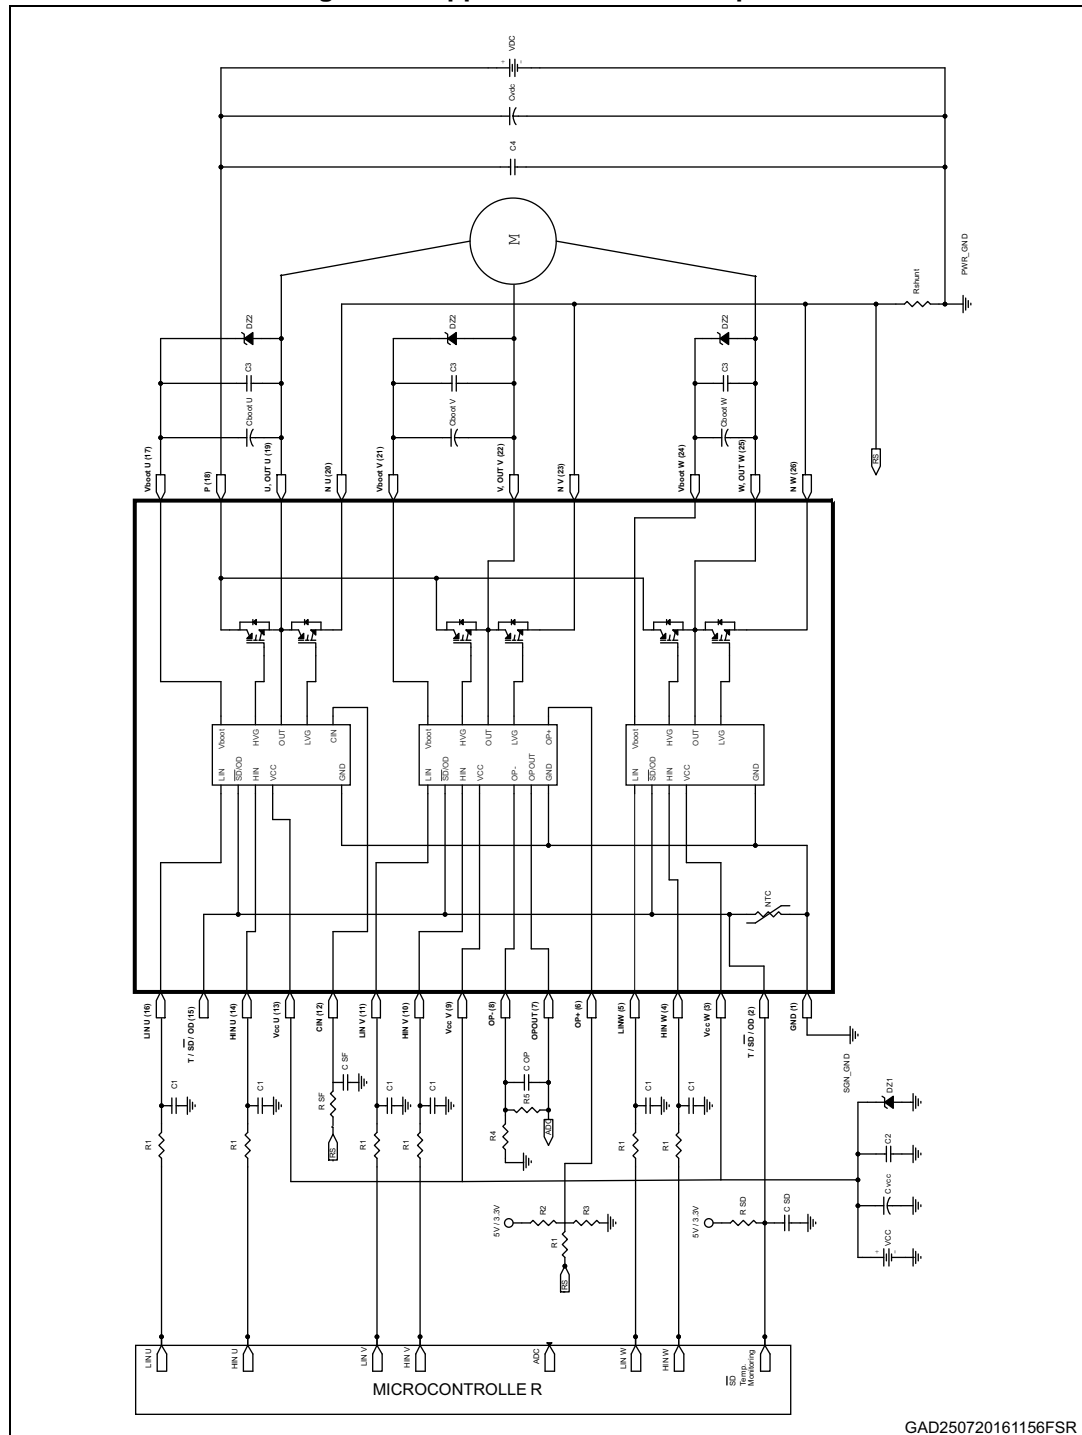 VDC
+
-
Cvdc
C4
M
PWR_GND
Rshunt
DZ2
DZ2
DZ2
C3
C3
C3
Cboot U
Cboot V
Cboot W
RS
Vboot U (17)
P (18)
U, OUT U (19)
N U (20)
Vboot V (21)
V, OUT V (22)
N V (23)
Vboot W (24)
W, OUT W (25)
N W (26)
Vboot
HVG
OUT
LVG
CIN
LIN
SD/OD
HIN
VCC
GND
Vboot
HVG
OUT
LVG
OP+
LIN
SD/OD
HIN
VCC
OP-
OPOUT
GND
Vboot
HVG
OUT
LVG
LIN
SD/OD
HIN
VCC
GND
NTC
LIN U (16)
T / SD / OD (15)
HIN U (14)
Vcc U (13)
CIN (12)
LIN V (11)
HIN V (10)
Vcc V (9)
OP- (8)
OPOUT (7)
OP+ (6)
LINW (5)
HIN W (4)
Vcc W (3)
T / SD / OD (2)
GND (1)
SGN_GND
C1
C1
C SF
C1
C1
C OP
C1
C1
DZ1
R1
R1
R SF
RS
R1
R1
R5
R4
ADC
R1
R1
C2
5V / 3.3V
R2
R3
R1
RS
5V / 3.3V
R SD
C SD
C vcc
VCC
+
-
LIN U
HIN U
LIN V
HIN V
ADC
LIN W
HIN W
SD
Temp.
Monitoring
MICROCONTROLLE R
GAD250720161156FSR